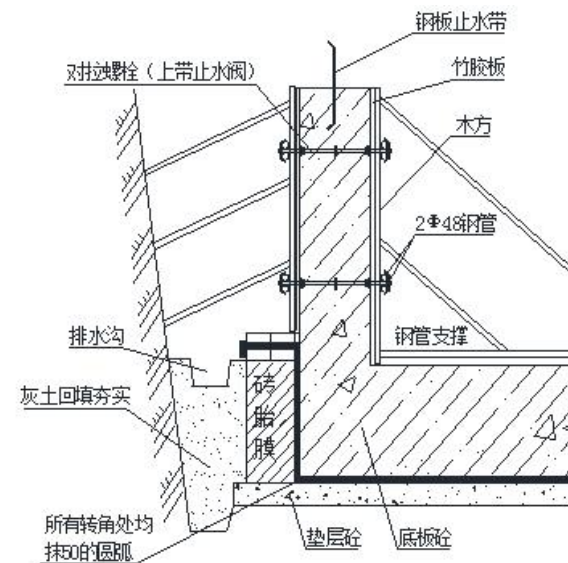 钢板止水带
对拉螺栓（上带止水阀）
竹胶板
木方
2Φ48钢管
排水沟
钢管支撑
灰土回填夯实
砖胎膜
所有转角处均
抹50的圆弧
垫层砼
底板砼